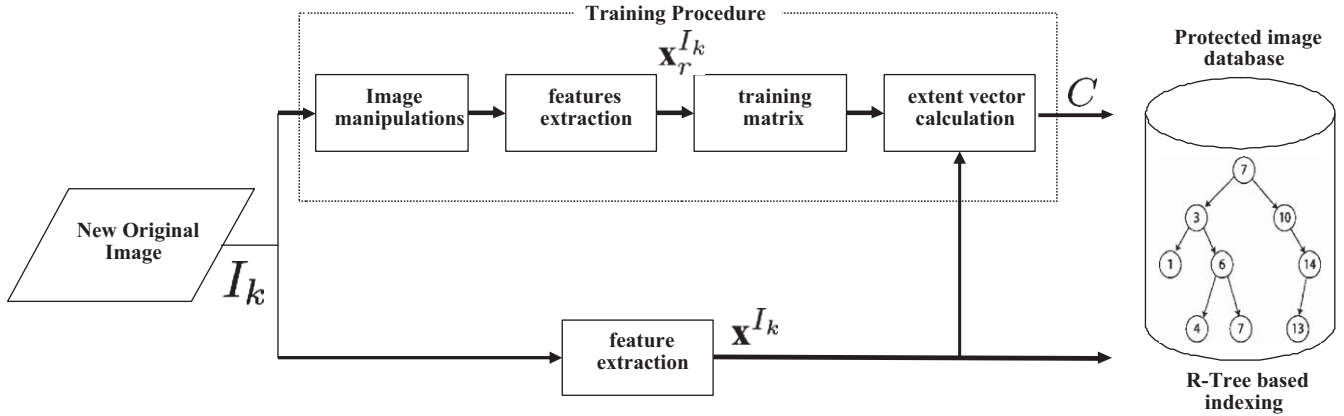 Training Procedure
x_r^{I_k}
Image
manipulations
features
extraction
training
matrix
extent vector
calculation
C
Protected image
database
New Original
Image
I_k
feature
extraction
x^{I_k}
7
3
10
1
6
14
4
7
13
R-Tree based
indexing